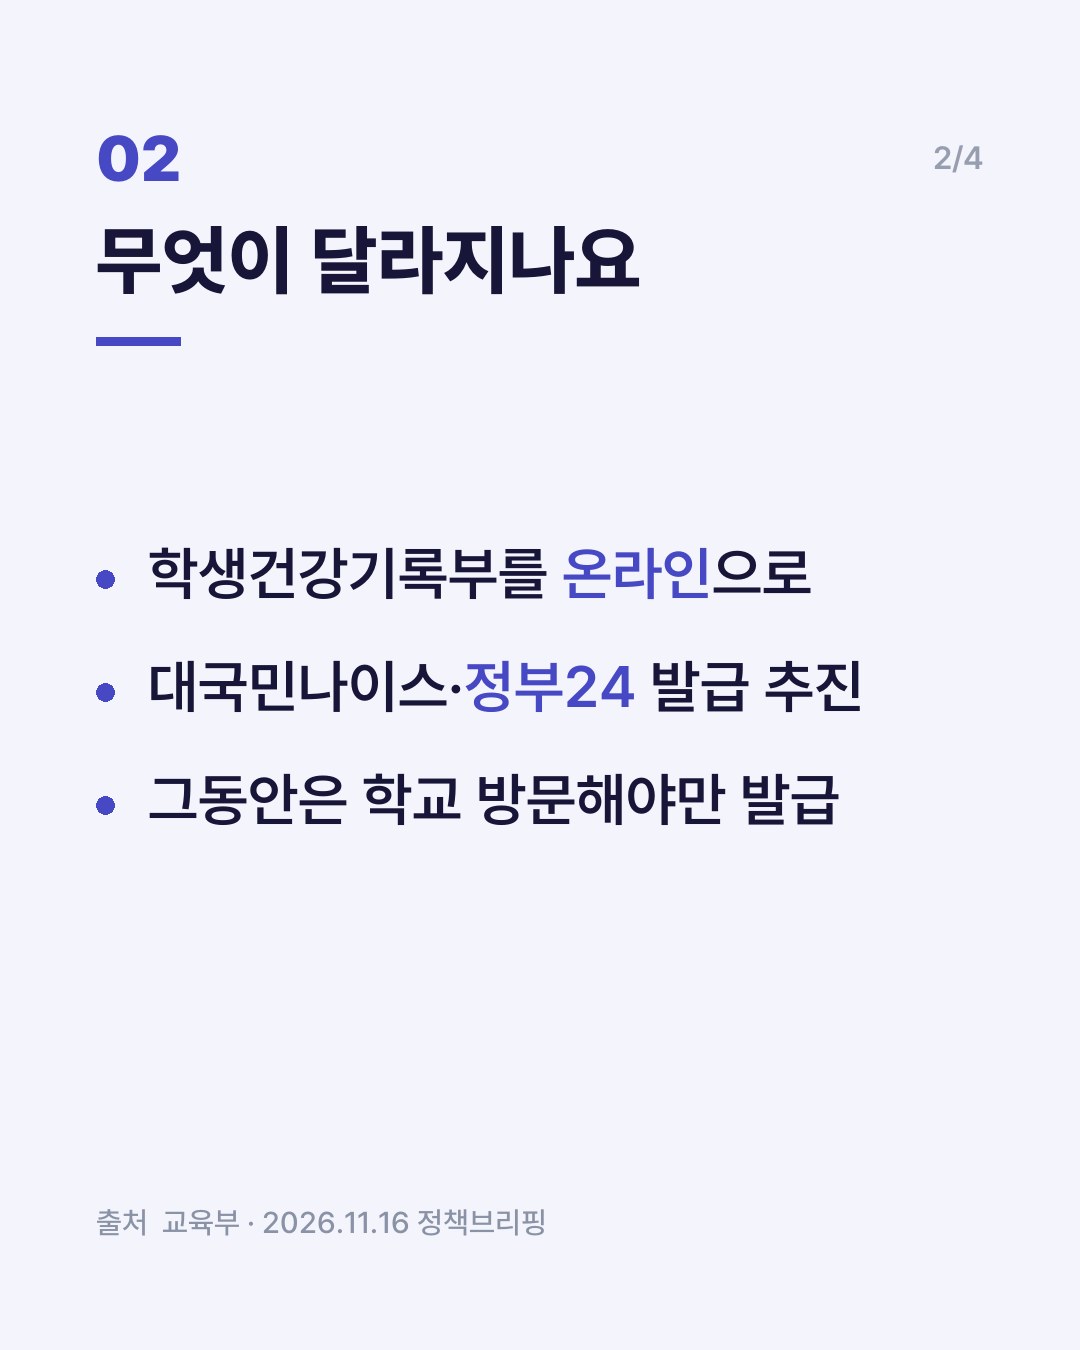 02
2/4
무엇이 달라지나요
• 학생건강기록부를 온라인으로
• 대국민나이스·정부24 발급 추진
• 그동안은 학교 방문해야만 발급
출처 교육부 · 2026.11.16 정책브리핑